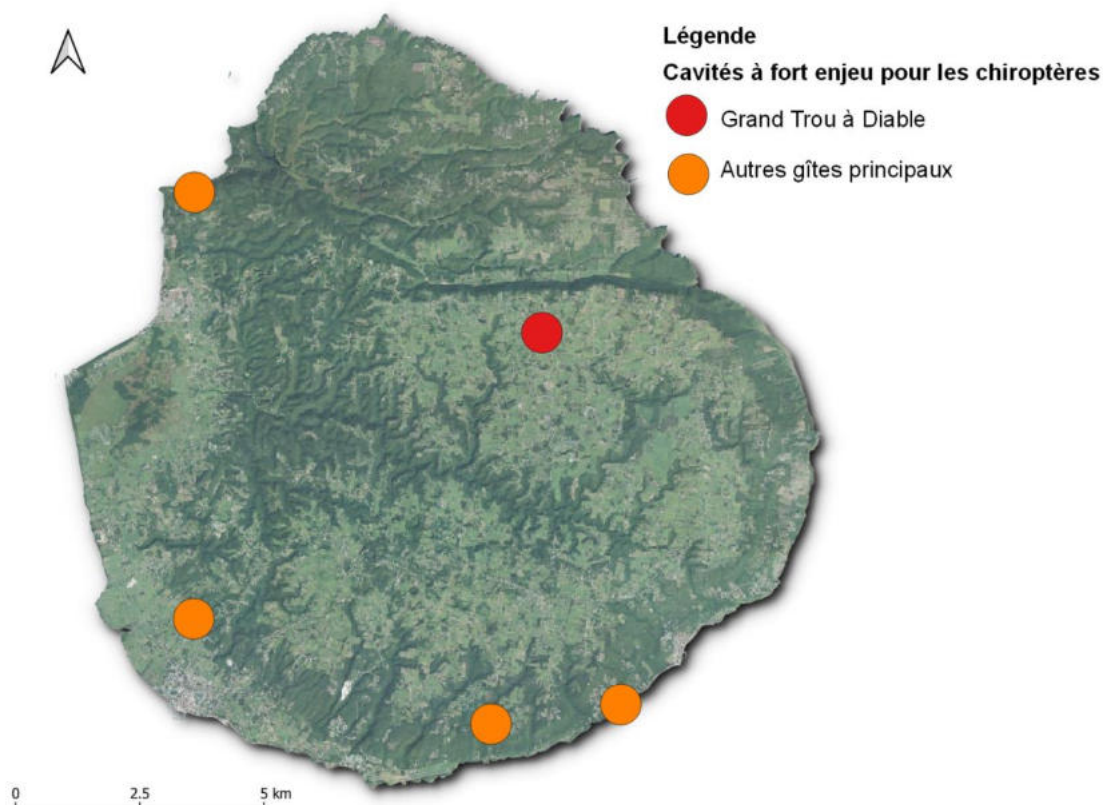 Légende
Cavités à fort enjeu pour les chiroptères
Grand Trou à Diable
Autres gîtes principaux
0 2.5 5 km